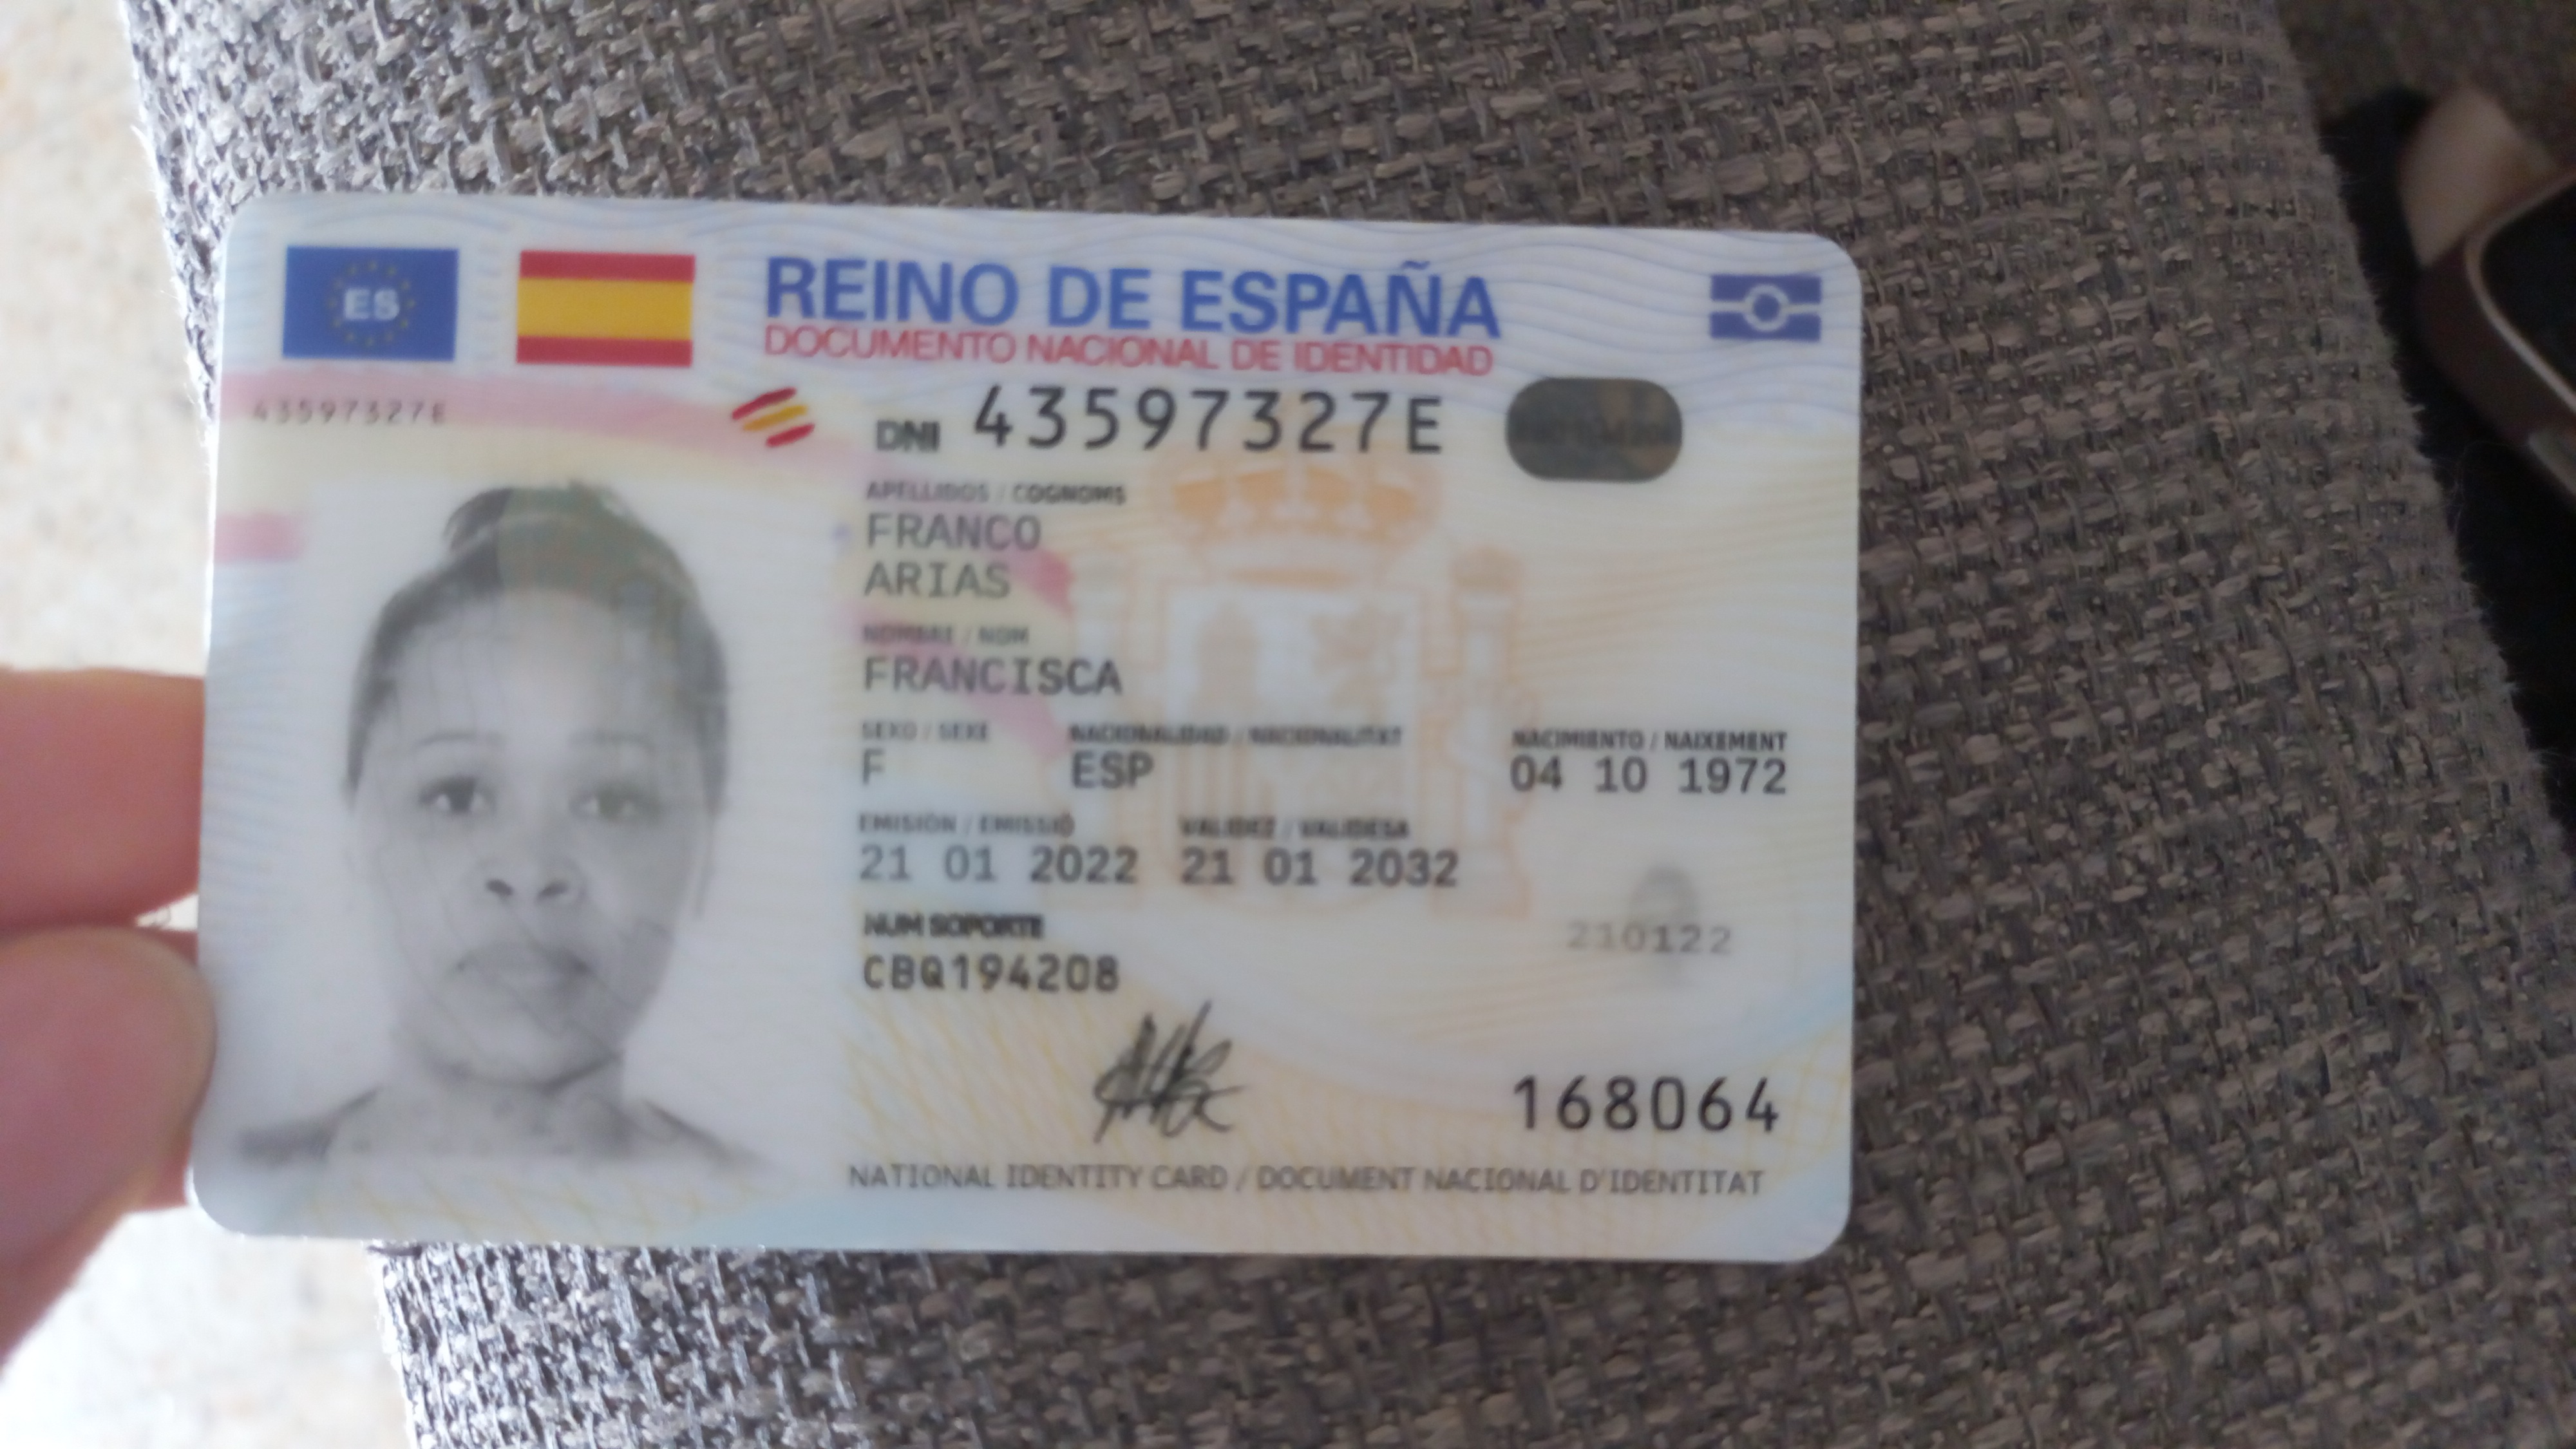 ES
REINO DE ESPAÑA
DOCUMENTO NACIONAL DE IDENTIDAD
43597327E
DNI 43597327E
APELLIDOS / COGNOMS
FRANCO
ARIAS
NOMBRE / NOM
FRANCISCA
SEXO / SEXE NACIONALIDAD / NACIONALITAT NACIMIENTO / NAIXEMENT
F ESP 04 10 1972
EMISIÓN / EMISSIÓ VALIDEZ / VALIDESA
21 01 2022 21 01 2032
NUM SOPORTE
CBQ194208
210122
168064
NATIONAL IDENTITY CARD / DOCUMENT NACIONAL D'IDENTITAT